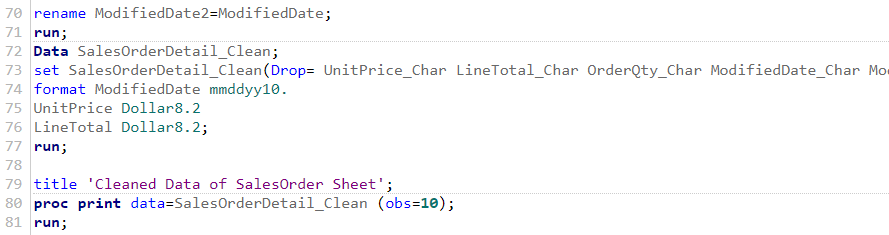 70 rename ModifiedDate2=ModifiedDate;
71 run;
72 Data SalesOrderDetail_Clean;
73 set SalesOrderDetail_Clean(Drop= UnitPrice_Char LineTotal_Char OrderQty_Char ModifiedDate_Char Mo
74 format ModifiedDate mmddyy10.
75 UnitPrice Dollar8.2
76 LineTotal Dollar8.2;
77 run;
78
79 title 'Cleaned Data of SalesOrder Sheet';
80 proc print data=SalesOrderDetail_Clean (obs=10);
81 run;